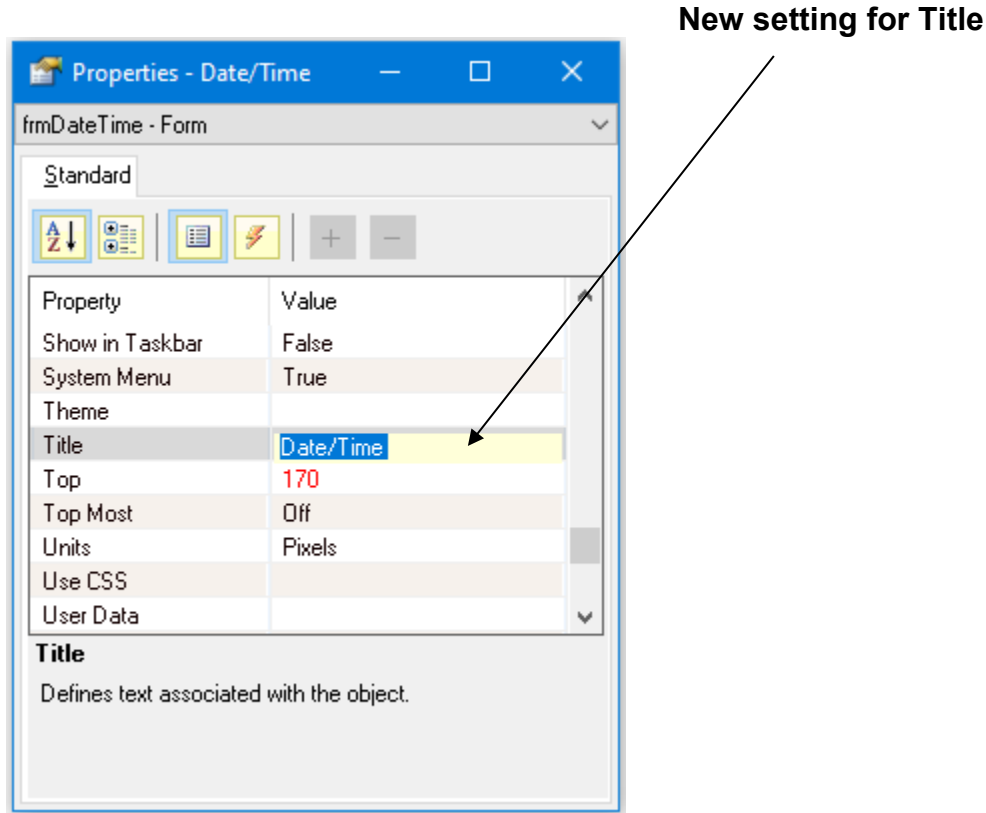 New setting for Title
Properties - Date/Time
frmDateTime - Form
Standard
A
Z
Property Value
Show in Taskbar False
System Menu True
Theme
Title Date/Time
Top 170
Top Most Off
Units Pixels
Use CSS
User Data
Title
Defines text associated with the object.